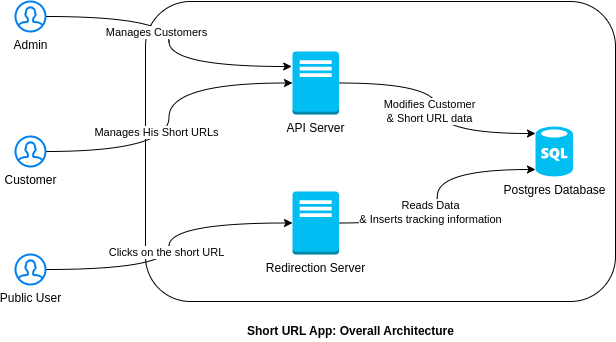 Admin
Manages Customers
API Server
Modifies Customer
& Short URL data
Manages His Short URLs
Customer
SQL
Postgres Database
Reads Data
& Inserts tracking information
Clicks on the short URL
Redirection Server
Public User
Short URL App: Overall Architecture